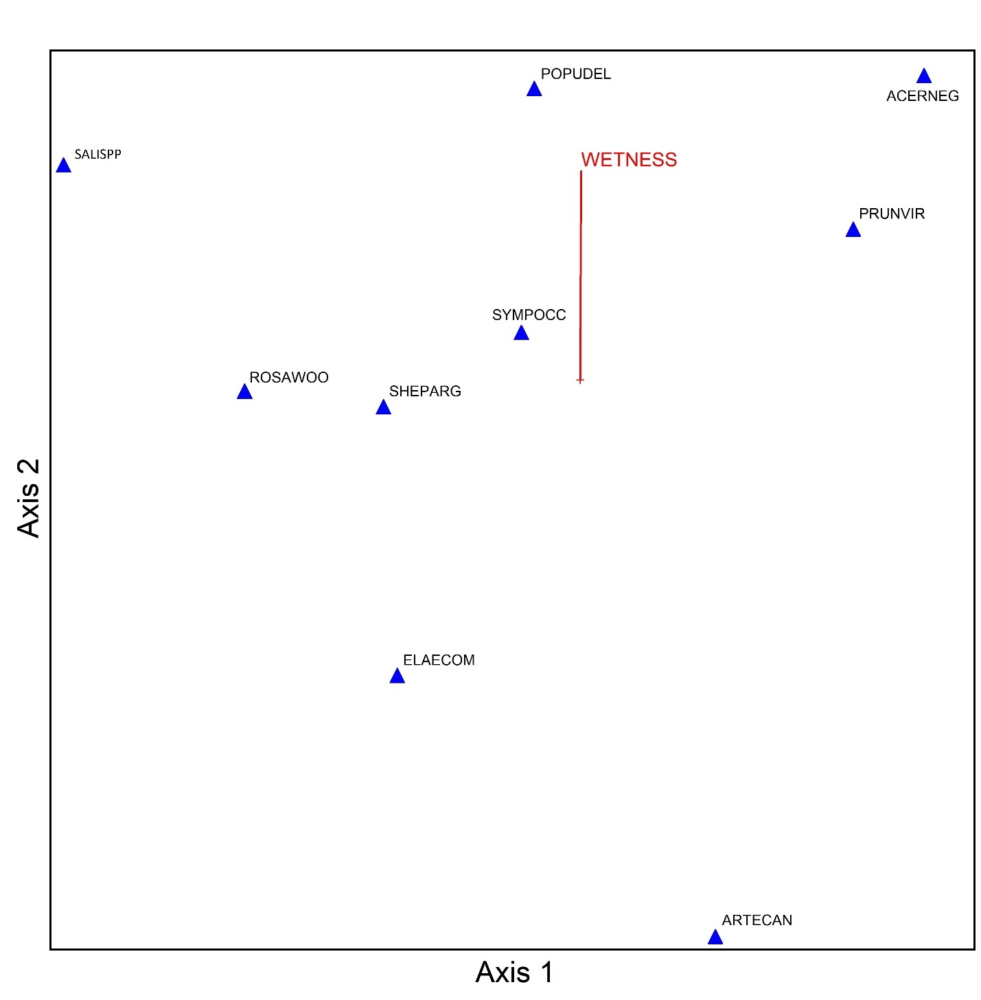 POPUDEL
ACERNEG
SALISPP
WETNESS
PRUNVIR
SYMPOCC
ROSAWOO
SHEPARG
Axis 2
ELAECOM
ARTECAN
Axis 1